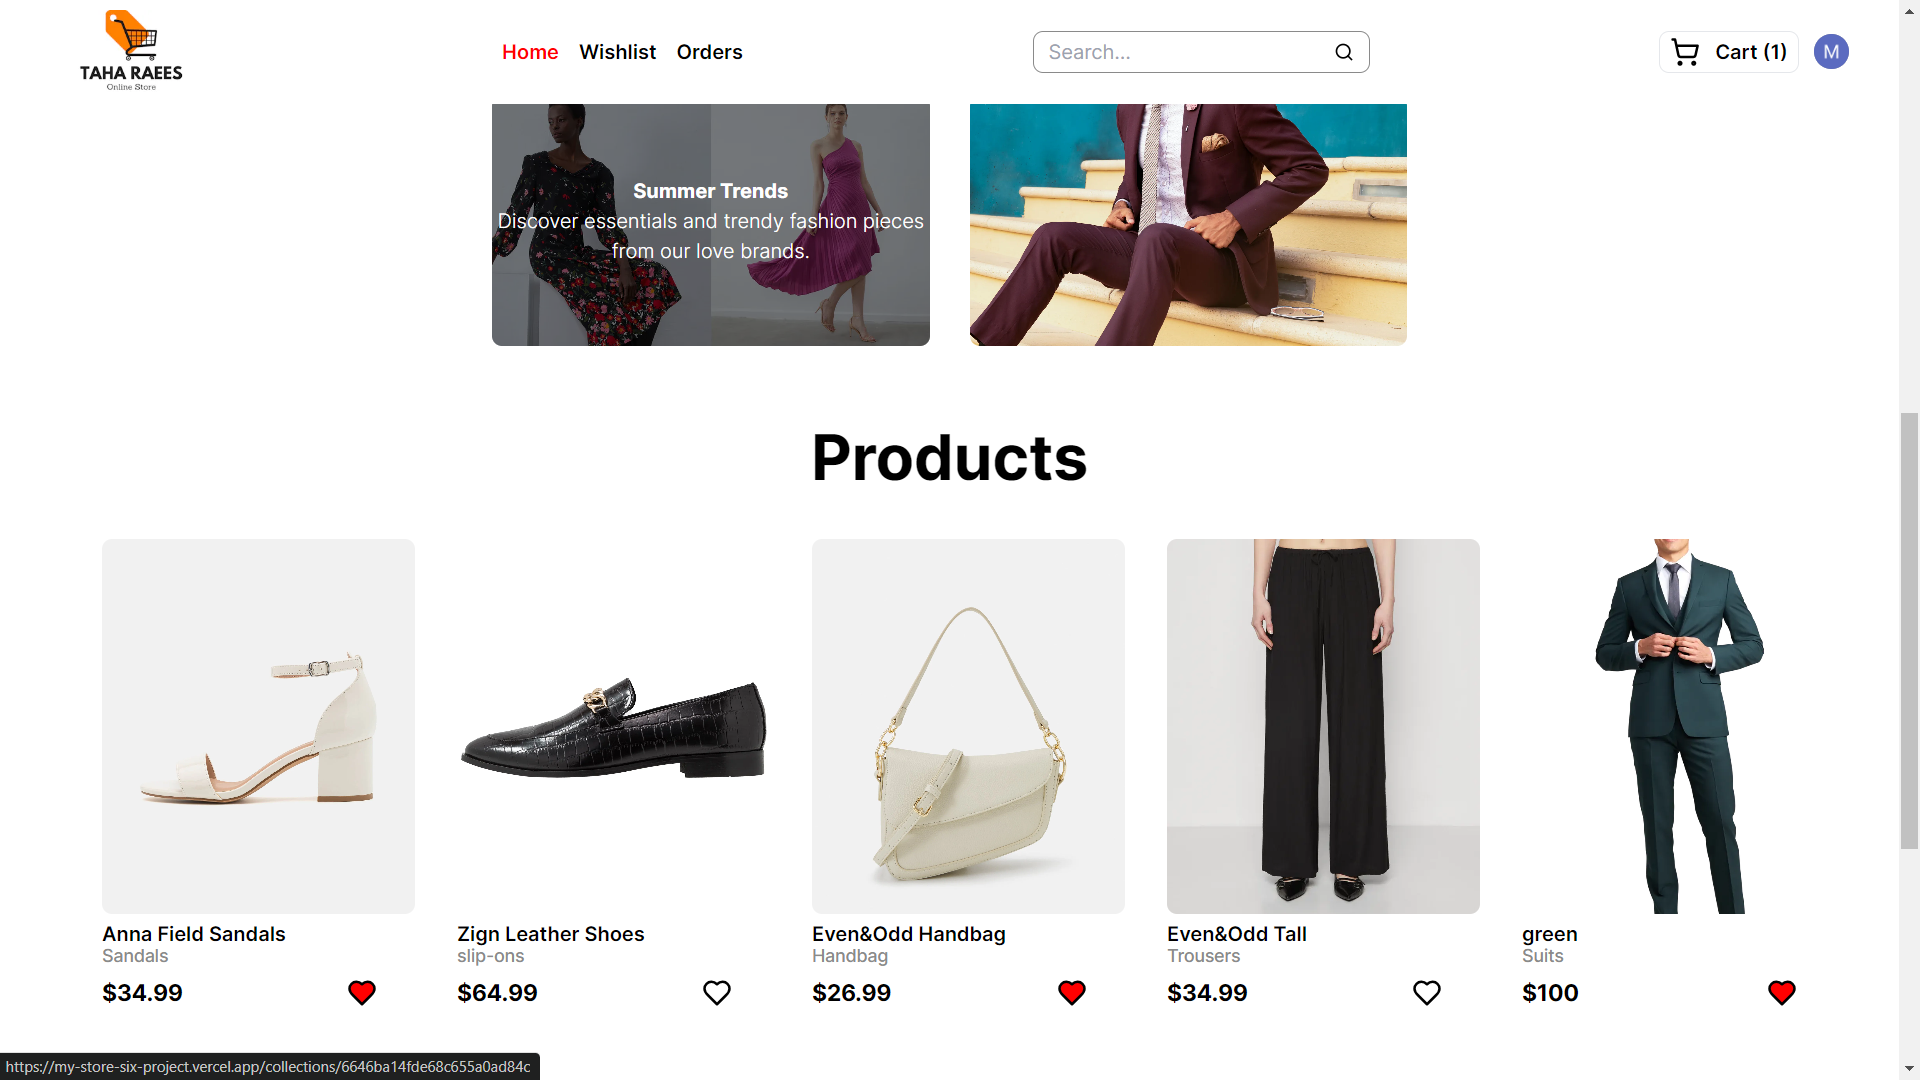 TAHA RAEES
Online Store
Home
Wishlist
Orders
Search...
Cart (1)
M
Summer Trends
Discover essentials and trendy fashion pieces
from our love brands.
Products
Anna Field Sandals
Sandals
$34.99
Zign Leather Shoes
slip-ons
$64.99
Even&Odd Handbag
Handbag
$26.99
Even&Odd Tall
Trousers
$34.99
green
Suits
$100
https://my-store-six-project.vercel.app/collections/6646ba14fde68c655a0ad84c